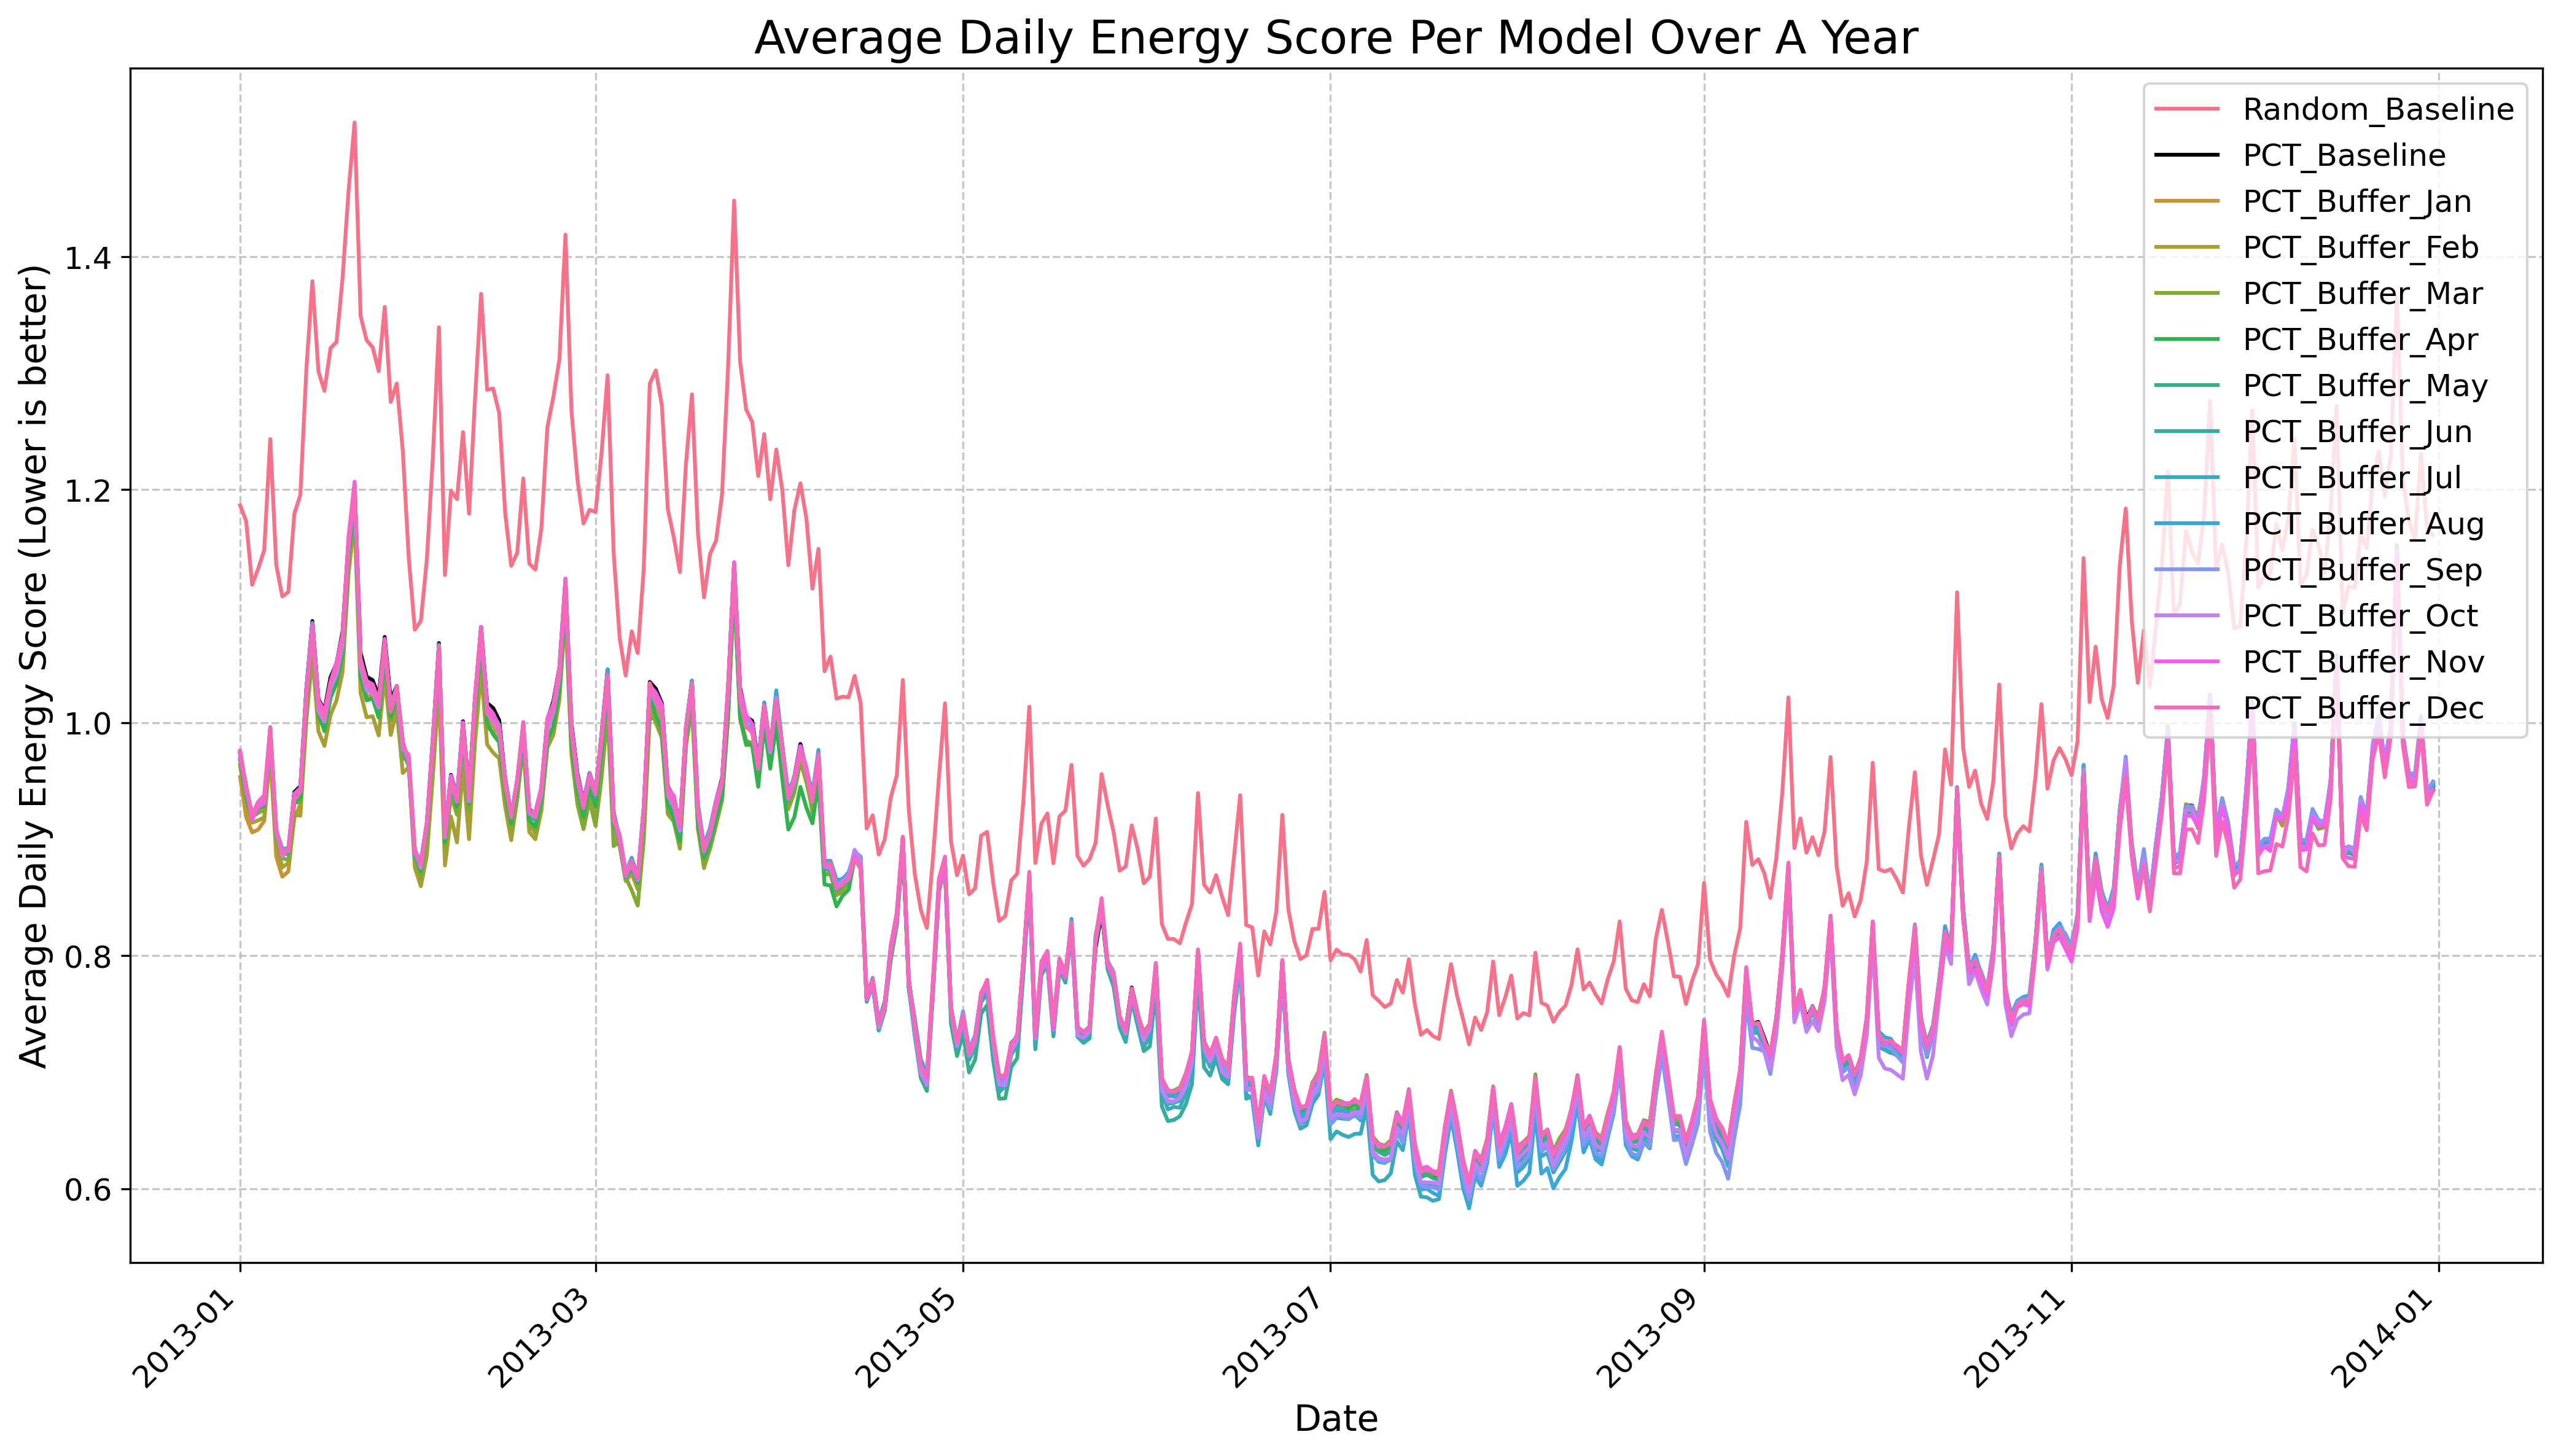 Average Daily Energy Score Per Model Over A Year
Average Daily Energy Score (Lower is better)
1.4
1.2
1.0
0.8
0.6
Random_Baseline
PCT_Baseline
PCT_Buffer_Jan
PCT_Buffer_Feb
PCT_Buffer_Mar
PCT_Buffer_Apr
PCT_Buffer_May
PCT_Buffer_Jun
PCT_Buffer_Jul
PCT_Buffer_Aug
PCT_Buffer_Sep
PCT_Buffer_Oct
PCT_Buffer_Nov
PCT_Buffer_Dec
2013-01
2013-03
2013-05
2013-07
2013-09
2013-11
2014-01
Date